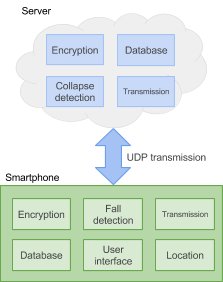 Server
Encryption
Database
Collapse
detection
Transmission
UDP transmission
Smartphone
Encryption
Fall
detection
Transmission
Database
User
interface
Location